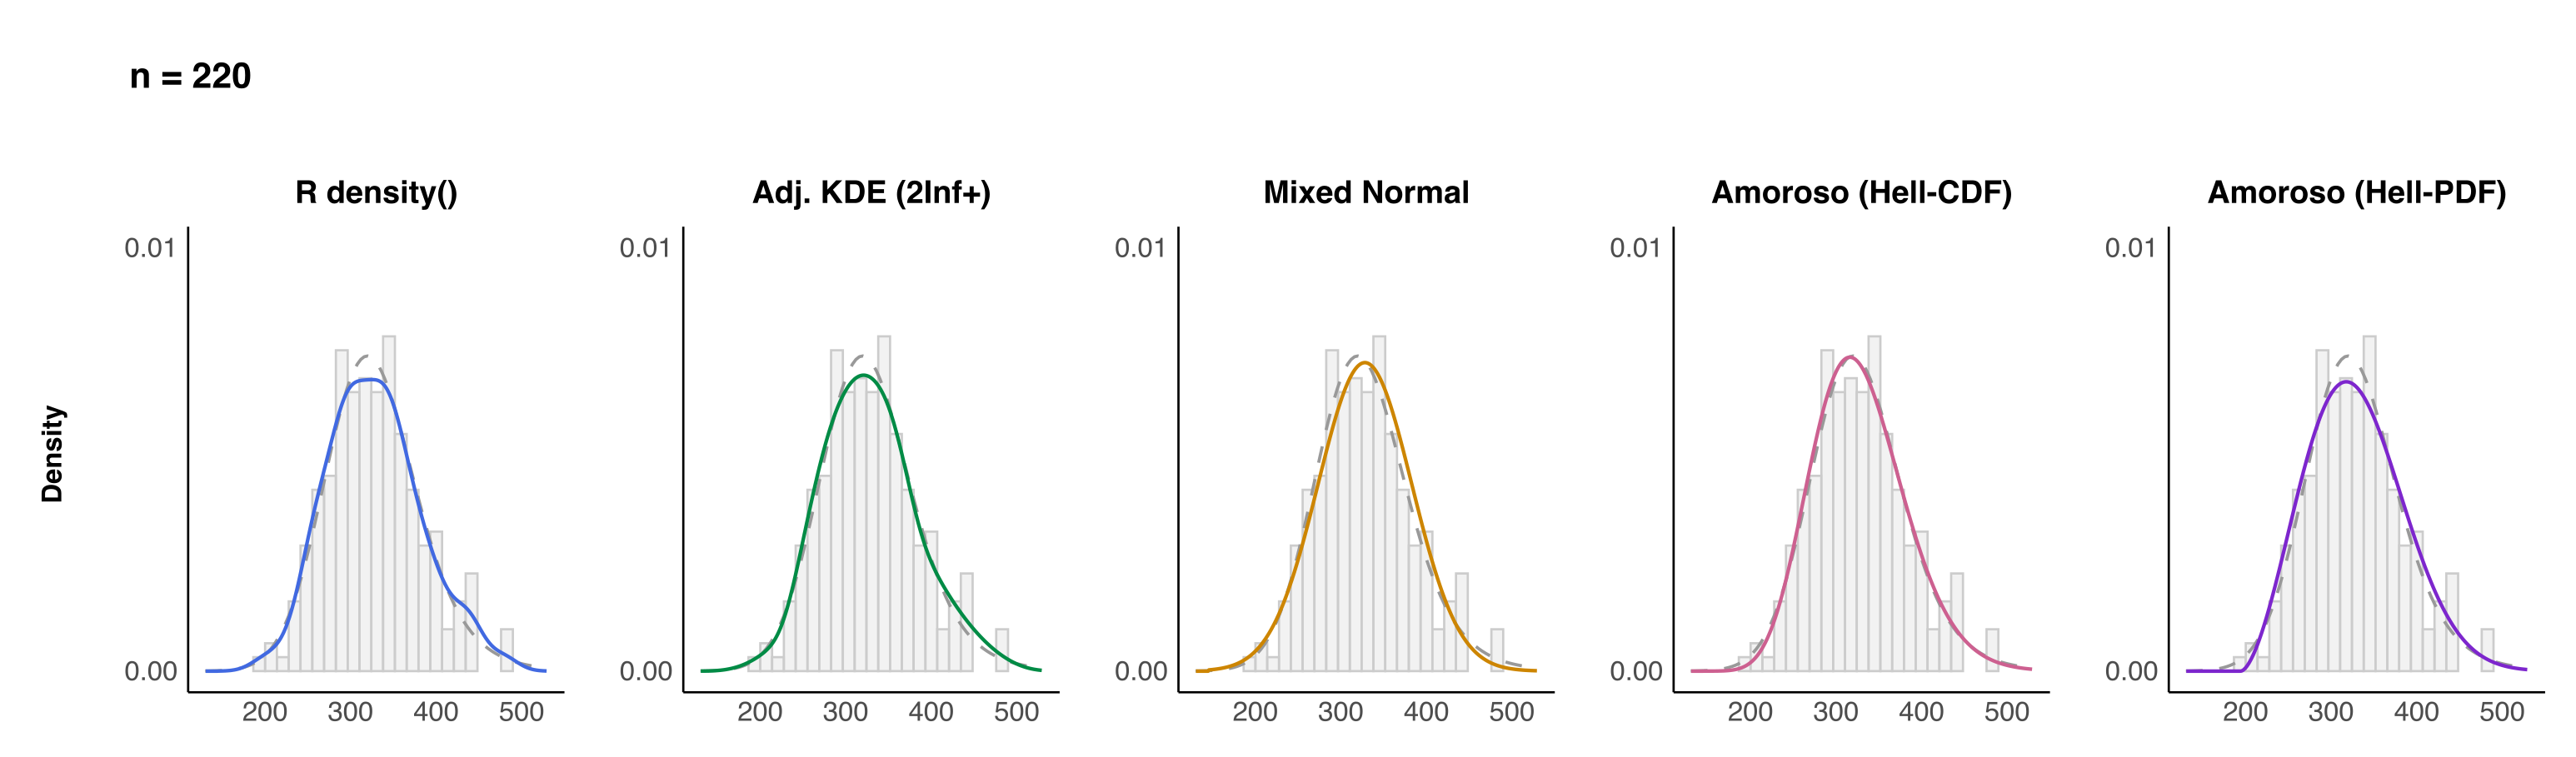 n = 220
R density()
Adj. KDE (2Inf+)
Mixed Normal
Amoroso (Hell-CDF)
Amoroso (Hell-PDF)
Density
0.01
0.00
200 300 400 500
0.01
0.00
200 300 400 500
0.01
0.00
200 300 400 500
0.01
0.00
200 300 400 500
0.01
0.00
200 300 400 500